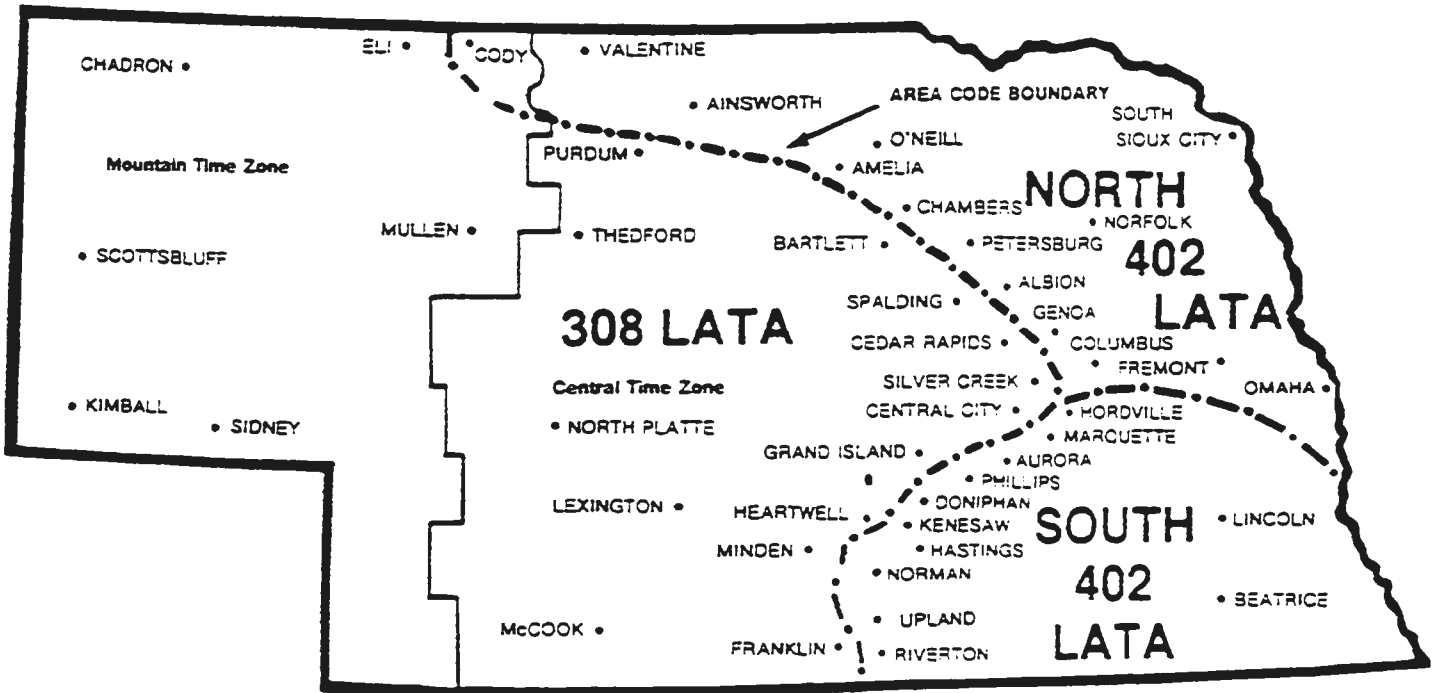 ELI
CODY
VALENTINE
CHADRON
AINSWORTH
AREA CODE BOUNDARY
SOUTH
SIOUX CITY
O'NEILL
PURDUM
AMELIA
Mountain Time Zone
NORTH
CHAMBERS
NORFOLK
MULLEN
THEDFORD
BARTLETT
PETERSBURG
SCOTTSBLUFF
402
ALBION
SPALDING
GENOA
LATA
308 LATA
CEDAR RAPIDS
COLUMBUS
FREMONT
Central Time Zone
SILVER CREEK
OMAHA
KIMBALL
CENTRAL CITY
HORDVILLE
SIDNEY
NORTH PLATTE
MARQUETTE
GRAND ISLAND
AURORA
PHILLIPS
LEXINGTON
HEARTWELL
DONIPHAN
KENESAW
SOUTH
LINCOLN
MINDEN
HASTINGS
NORMAN
402
BEATRICE
McCOOK
UPLAND
FRANKLIN
RIVERTON
LATA